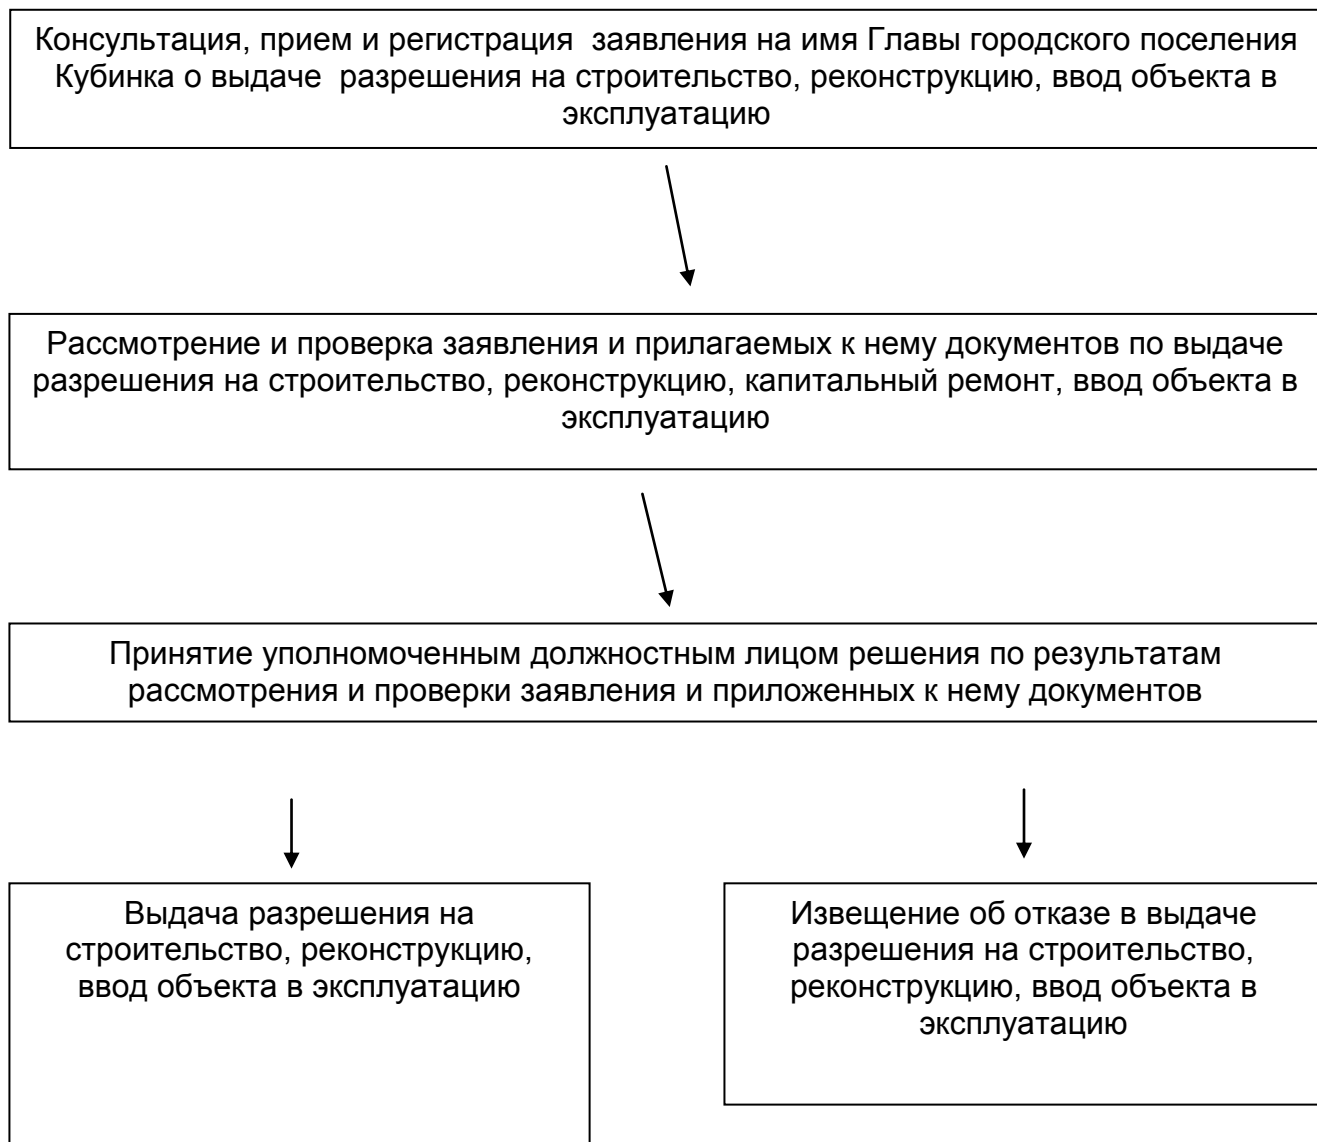 Консультация, прием и регистрация  заявления на имя Главы городского поселения
Кубинка о выдаче  разрешения на строительство, реконструкцию, ввод объекта в
эксплуатацию
Рассмотрение и проверка заявления и прилагаемых к нему документов по выдаче
разрешения на строительство, реконструкцию, капитальный ремонт, ввод объекта в
эксплуатацию
Принятие уполномоченным должностным лицом решения по результатам
рассмотрения и проверки заявления и приложенных к нему документов
Выдача разрешения на
строительство, реконструкцию,
ввод объекта в эксплуатацию
Извещение об отказе в выдаче
разрешения на строительство,
реконструкцию, ввод объекта в
эксплуатацию